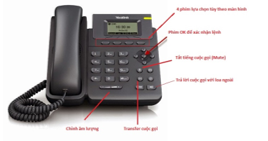 Yealink
4 phím lựa chọn tùy theo màn hình
Phím OK để xác nhận lệnh
Tắt tiếng cuộc gọi (Mute)
Trả lời cuộc gọi với loa ngoài
Chỉnh âm lượng
Transfer cuộc gọi